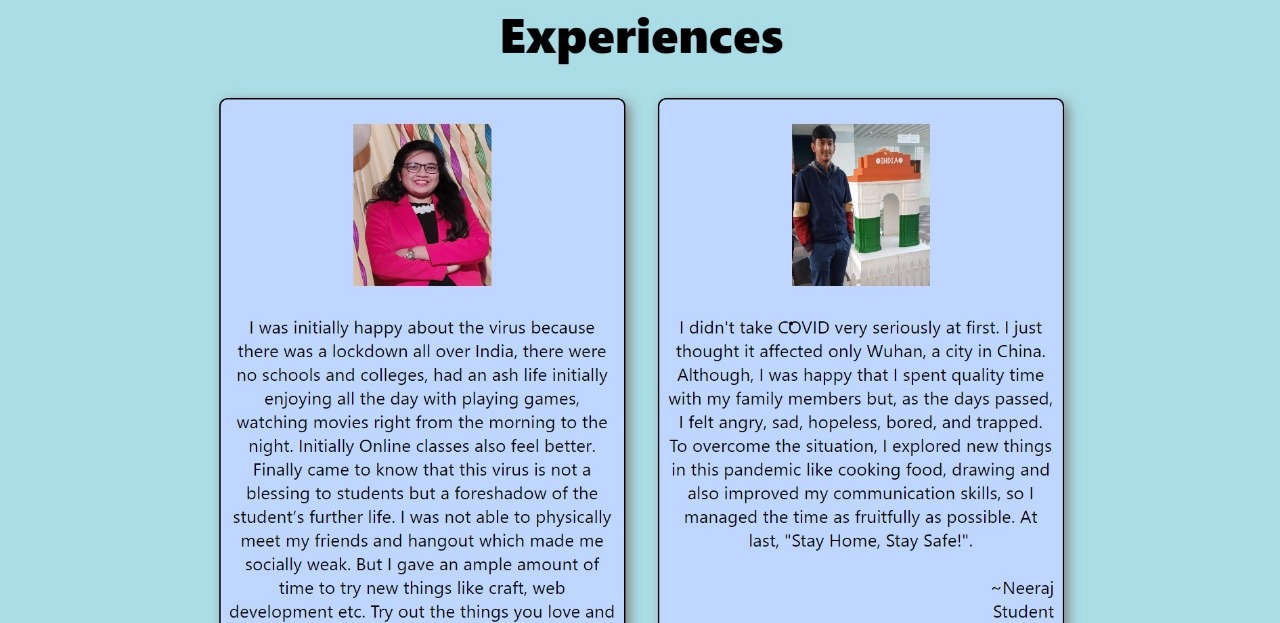 Experiences
I was initially happy about the virus because
there was a lockdown all over India, there were
no schools and colleges, had an ash life initially
enjoying all the day with playing games,
watching movies right from the morning to the
night. Initially Online classes also feel better.
Finally came to know that this virus is not a
blessing to students but a foreshadow of the
student’s further life. I was not able to physically
meet my friends and hangout which made me
socially weak. But I gave an ample amount of
time to try new things like craft, web
development etc. Try out the things you love and
INDIA
I didn't take COVID very seriously at first. I just
thought it affected only Wuhan, a city in China.
Although, I was happy that I spent quality time
with my family members but, as the days passed,
I felt angry, sad, hopeless, bored, and trapped.
To overcome the situation, I explored new things
in this pandemic like cooking food, drawing and
also improved my communication skills, so I
managed the time as fruitfully as possible. At
last, "Stay Home, Stay Safe!".
~Neeraj
Student